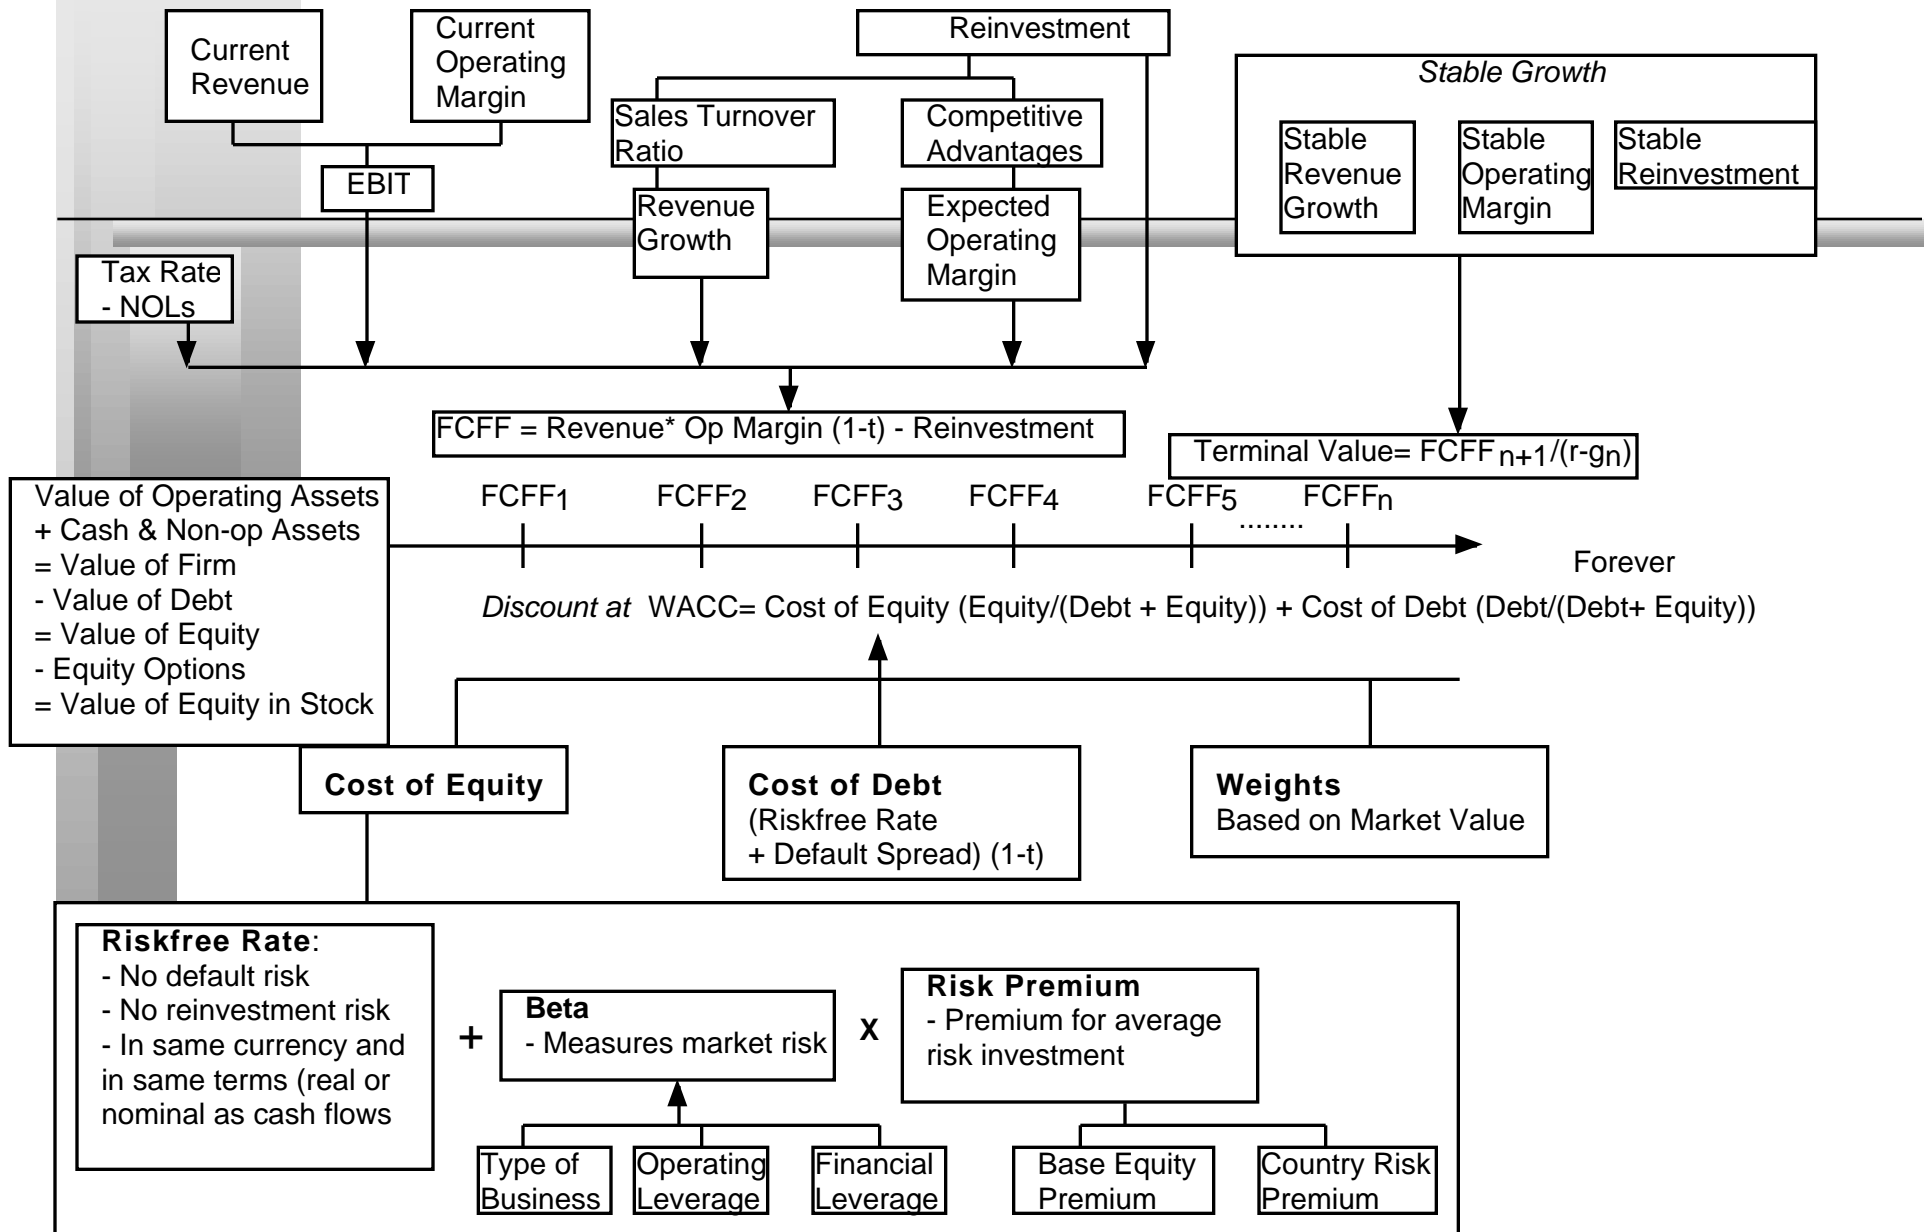 Current
Revenue
Current
Operating
Margin
Reinvestment
Stable Growth
Sales Turnover
Ratio
Competitive
Advantages
Stable
Revenue
Growth
Stable
Operating
Margin
Stable
Reinvestment
EBIT
Revenue
Growth
Expected
Operating
Margin
Tax Rate
- NOLs
FCFF = Revenue* Op Margin (1-t) - Reinvestment
Terminal Value= FCFF n+1/(r-gn)
Value of Operating Assets
+ Cash & Non-op Assets
= Value of Firm
- Value of Debt
= Value of Equity
- Equity Options
= Value of Equity in Stock
FCFF1 FCFF2 FCFF3 FCFF4 FCFF5 ........ FCFFn
Forever
Discount at WACC= Cost of Equity (Equity/(Debt + Equity)) + Cost of Debt (Debt/(Debt+ Equity))
Cost of Equity
Cost of Debt
(Riskfree Rate
+ Default Spread) (1-t)
Weights
Based on Market Value
Riskfree Rate:
- No default risk
- No reinvestment risk
- In same currency and
in same terms (real or
nominal as cash flows
+
Beta
- Measures market risk
X
Risk Premium
- Premium for average
risk investment
Type of
Business
Operating
Leverage
Financial
Leverage
Base Equity
Premium
Country Risk
Premium